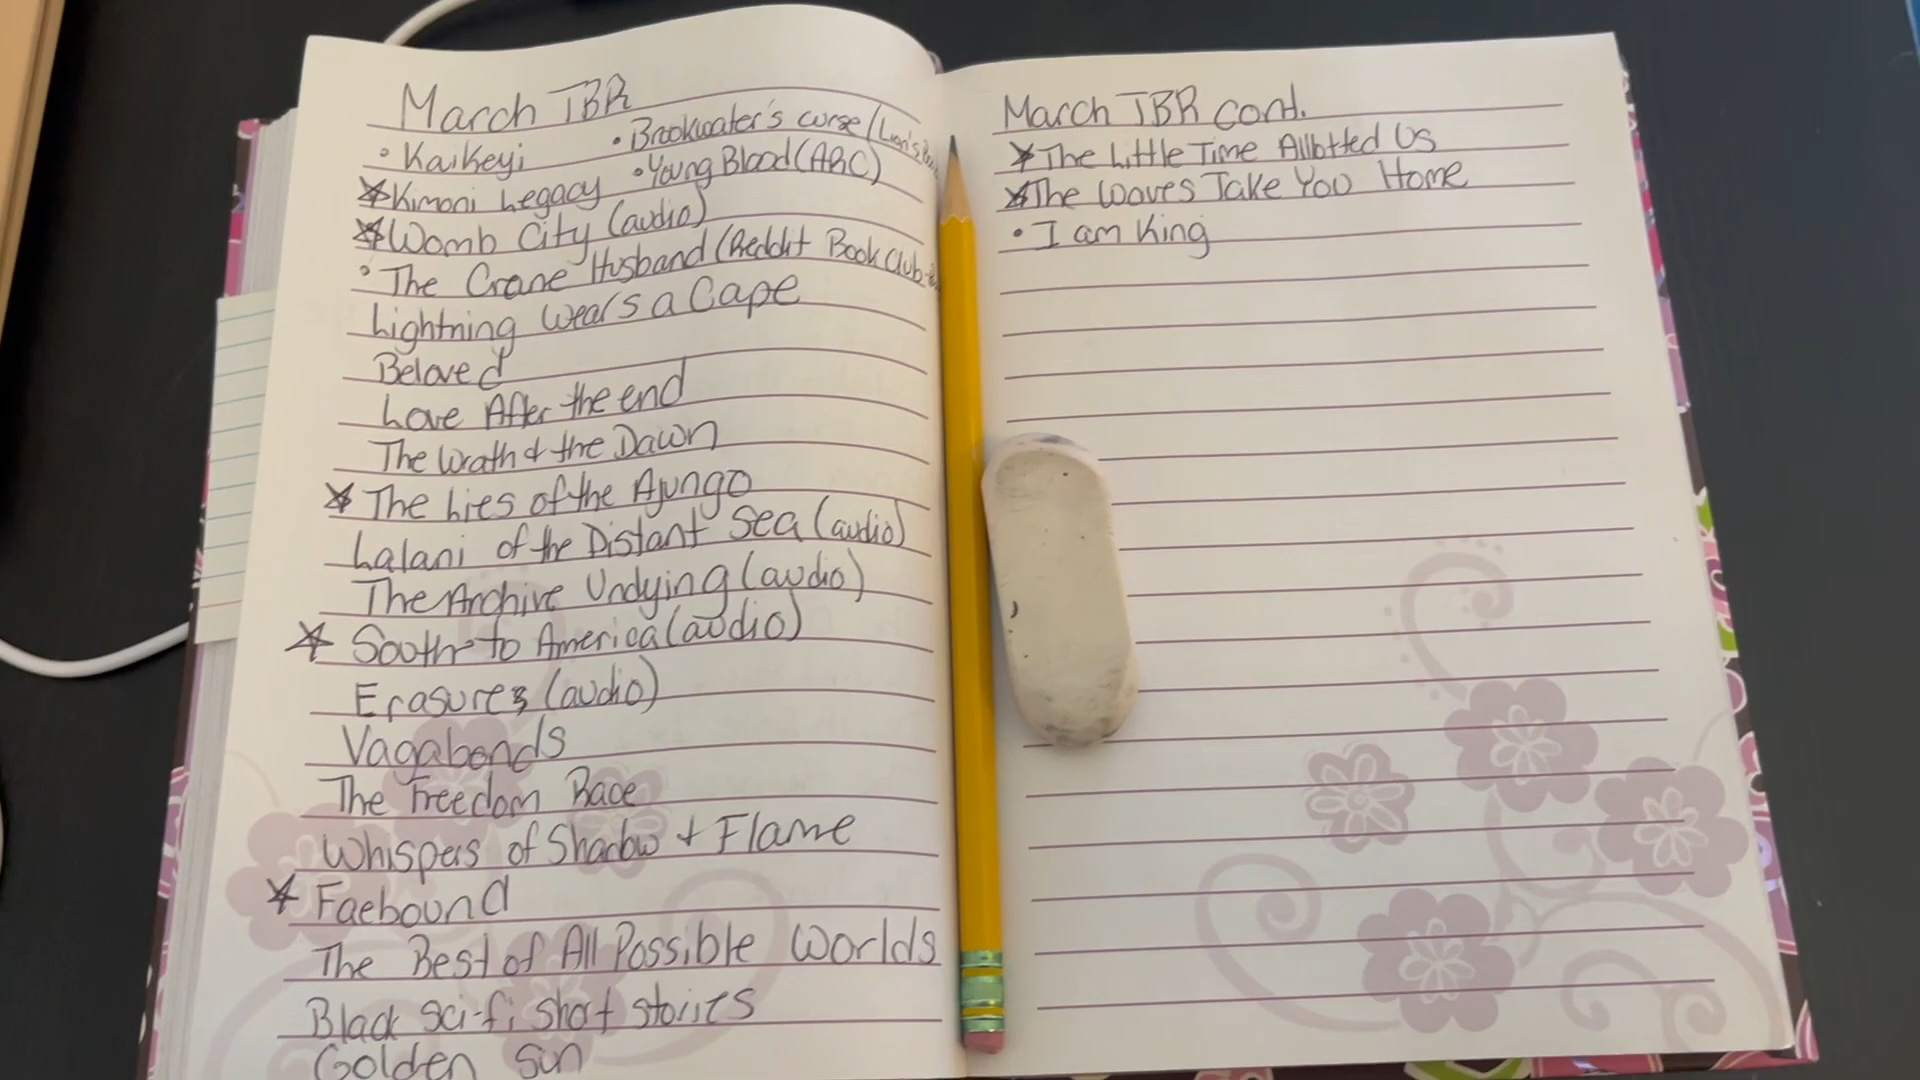 March TBR
• Brookwater's curse (Lion's
• Kaikeyi
• Young Blood (ARC)
☆ Kimoni Legacy
☆ Womb City (audio)
• The Crane Husband (Reddit Book Club
Lightning Wears a Cape
Beloved
Love After the end
The Wrath & the Dawn
☆ The Lies of the Ajungo
Lalani of the Distant Sea (audio)
The Archive Undying (audio)
☆ South to America (audio)
Erasure (audio)
Vagabonds
The Freedom Race
Whispers of Shadow & Flame
☆ Faebound
The Best of All Possible Worlds
Black sci-fi short stories
Golden Sun
March TBR cont.
☆ The Little Time Allotted Us
☆ The Waves Take You Home
• I am King